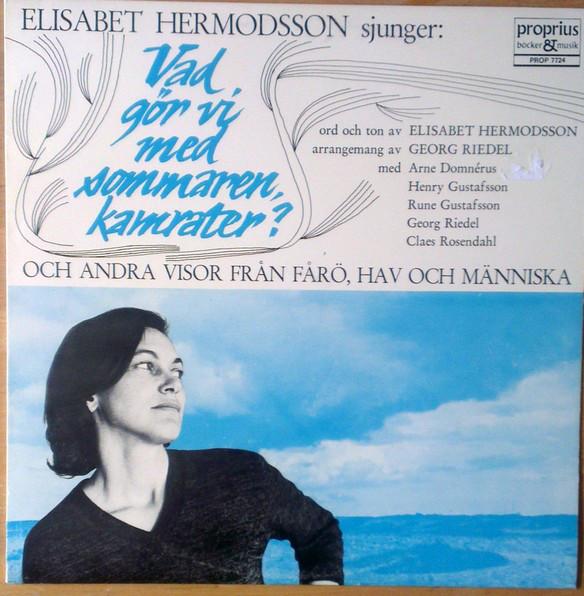 ELISABET HERMODSSON sjunger:
proprius
böcker & musik
PROP 7724
Vad
gör vi
med
sommaren,
kamrater?
ord och ton av ELISABET HERMODSSON
arrangemang av GEORG RIEDEL
med Arne Domnérus
Henry Gustafsson
Rune Gustafsson
Georg Riedel
Claes Rosendahl
OCH ANDRA VISOR FRÅN FÅRÖ, HAV OCH MÄNNISKA